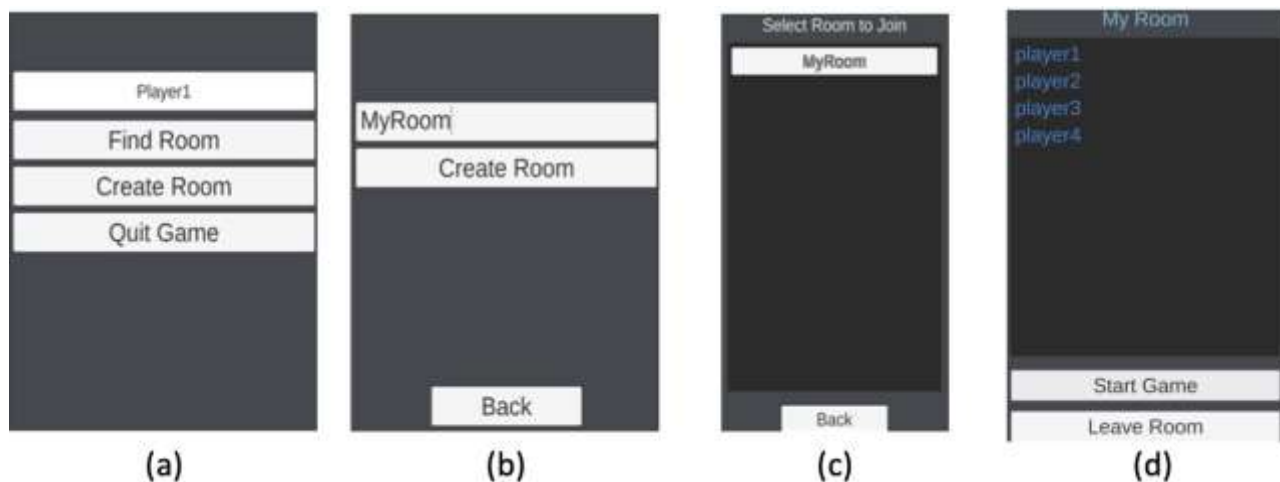 Player1
Find Room
Create Room
Quit Game
(a)
MyRoom
Create Room
Back
(b)
Select Room to Join
MyRoom
Back
(c)
My Room
player1
player2
player3
player4
Start Game
Leave Room
(d)